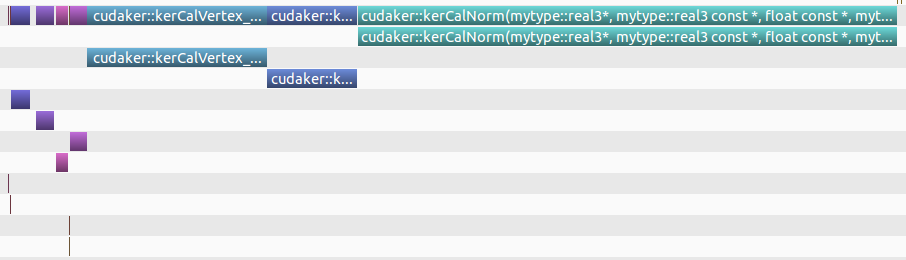 cudaker::kerCalVertex_... cudaker::k... cudaker::kerCalNorm(mytype::real3*, mytype::real3 const *, float const *, myt...
cudaker::kerCalNorm(mytype::real3*, mytype::real3 const *, float const *, myt...
cudaker::kerCalVertex_...
cudaker::k...